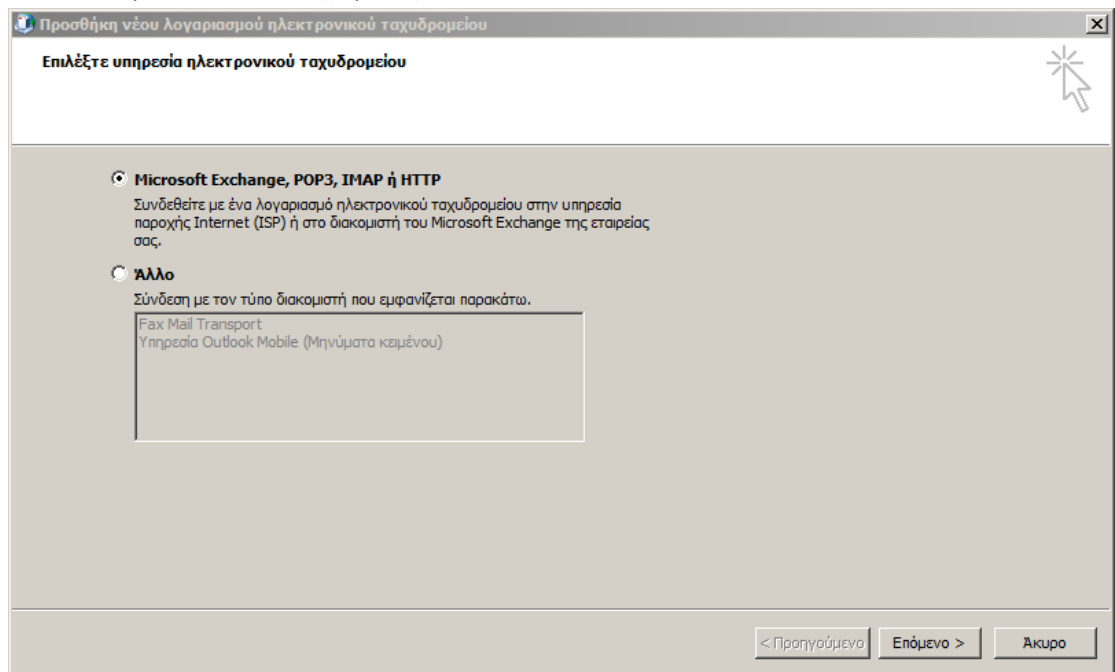 Προσθήκη νέου λογαριασμού ηλεκτρονικού ταχυδρομείου
Επιλέξτε υπηρεσία ηλεκτρονικού ταχυδρομείου
Microsoft Exchange, POP3, IMAP ή HTTP
Συνδεθείτε με ένα λογαριασμό ηλεκτρονικού ταχυδρομείου στην υπηρεσία
παροχής Internet (ISP) ή στο διακομιστή του Microsoft Exchange της εταιρείας
σας.
Άλλο
Σύνδεση με τον τύπο διακομιστή που εμφανίζεται παρακάτω.
Fax Mail Transport
Υπηρεσία Outlook Mobile (Μηνύματα κειμένου)
< Προηγούμενο
Επόμενο >
Άκυρο